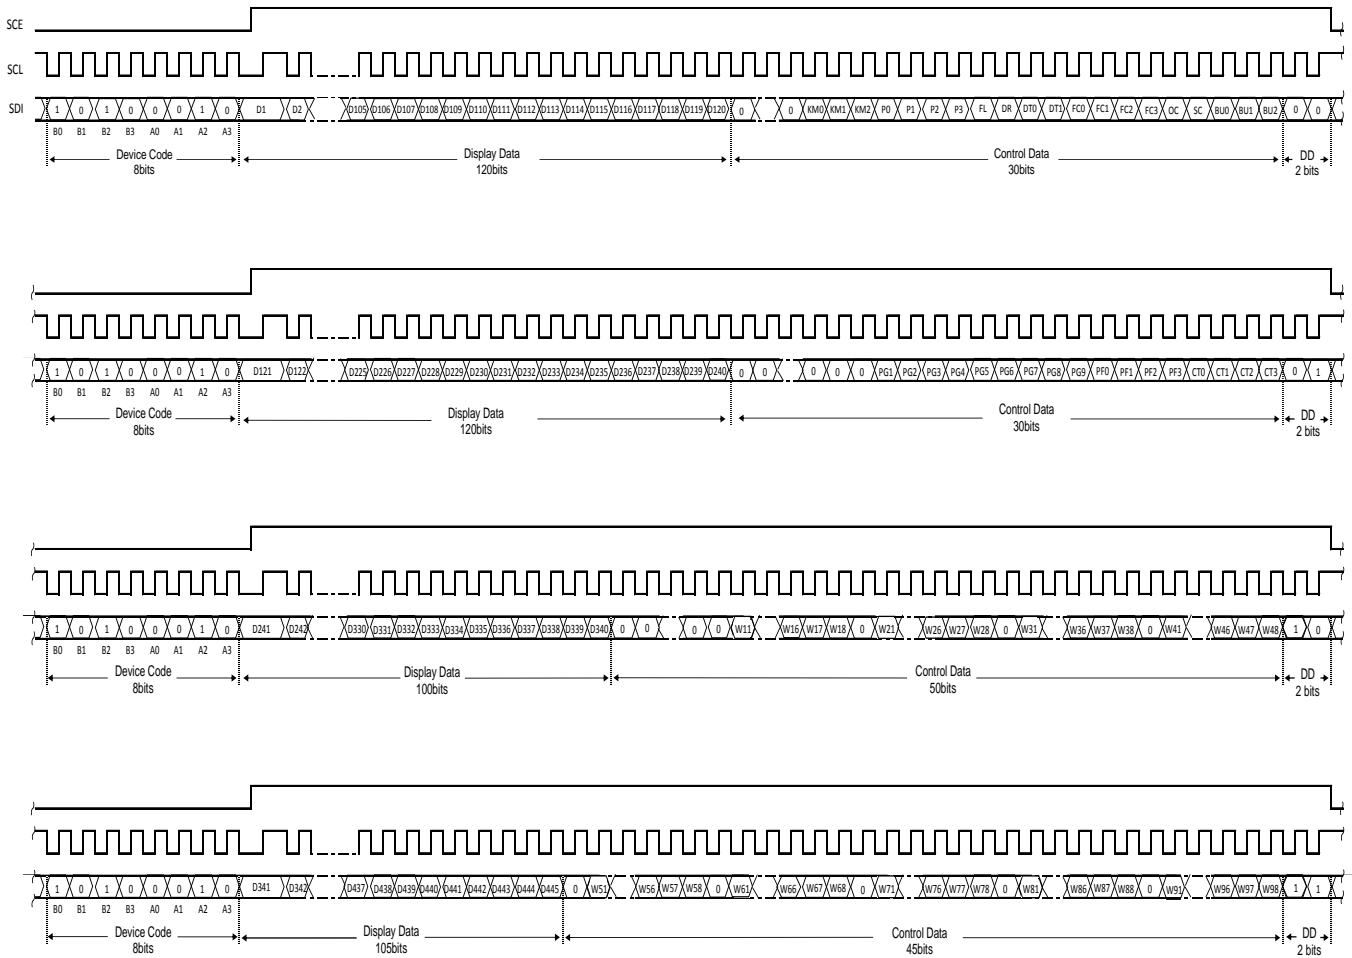 SCE
SCL
SDI 1 0 1 0 0 0 1 0 D1 D2 D105 D106 D107 D108 D109 D110 D111 D112 D113 D114 D115 D116 D117 D118 D119 D120 0 0 KM0 KM1 KM2 P0 P1 P2 P3 FL DR DT0 DT1 FC0 FC1 FC2 FC3 OC SC BU0 BU1 BU2 0 0
B0 B1 B2 B3 A0 A1 A2 A3
Device Code Display Data Control Data DD
8bits 120bits 30bits 2 bits
1 0 1 0 0 0 1 0 D121 D122 D225 D226 D227 D228 D229 D230 D231 D232 D233 D234 D235 D236 D237 D238 D239 D240 0 0 0 0 0 PG1 PG2 PG3 PG4 PG5 PG6 PG7 PG8 PG9 PF0 PF1 PF2 PF3 CT0 CT1 CT2 CT3 0 1
B0 B1 B2 B3 A0 A1 A2 A3
Device Code Display Data Control Data DD
8bits 120bits 30bits 2 bits
1 0 1 0 0 0 1 0 D241 D242 D330 D331 D332 D333 D334 D335 D336 D337 D338 D339 D340 0 0 0 0 W11 W16 W17 W18 0 W21 W26 W27 W28 0 W31 W36 W37 W38 0 W41 W46 W47 W48 1 0
B0 B1 B2 B3 A0 A1 A2 A3
Device Code Display Data Control Data DD
8bits 100bits 50bits 2 bits
1 0 1 0 0 0 1 0 D341 D342 D437 D438 D439 D440 D441 D442 D443 D444 D445 0 W51 W56 W57 W58 0 W61 W66 W67 W68 0 W71 W76 W77 W78 0 W81 W86 W87 W88 0 W91 W96 W97 W98 1 1
B0 B1 B2 B3 A0 A1 A2 A3
Device Code Display Data Control Data DD
8bits 105bits 45bits 2 bits